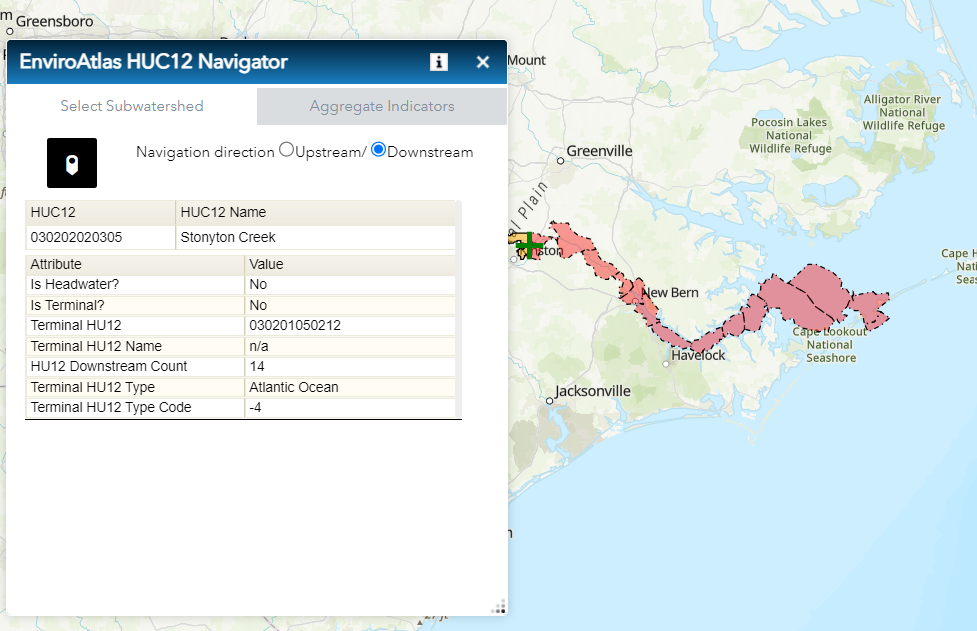 Greensboro
EnviroAtlas HUC12 Navigator
Mount
Select Subwatershed
Aggregate Indicators
Alligator River
National
Wildlife Refuge
Pocosin Lakes
National
Wildlife Refuge
Navigation direction Upstream/ Downstream
Greenville
l Plain
HUC12 HUC12 Name
030202020305 Stonyton Creek
ston
Cape H
Nati
Seas
Attribute Value
Is Headwater? No
Is Terminal? No
Terminal HU12 030201050212
Terminal HU12 Name n/a
HU12 Downstream Count 14
Terminal HU12 Type Atlantic Ocean
Terminal HU12 Type Code -4
New Bern
Cape Lookout
National
Seashore
Havelock
Jacksonville